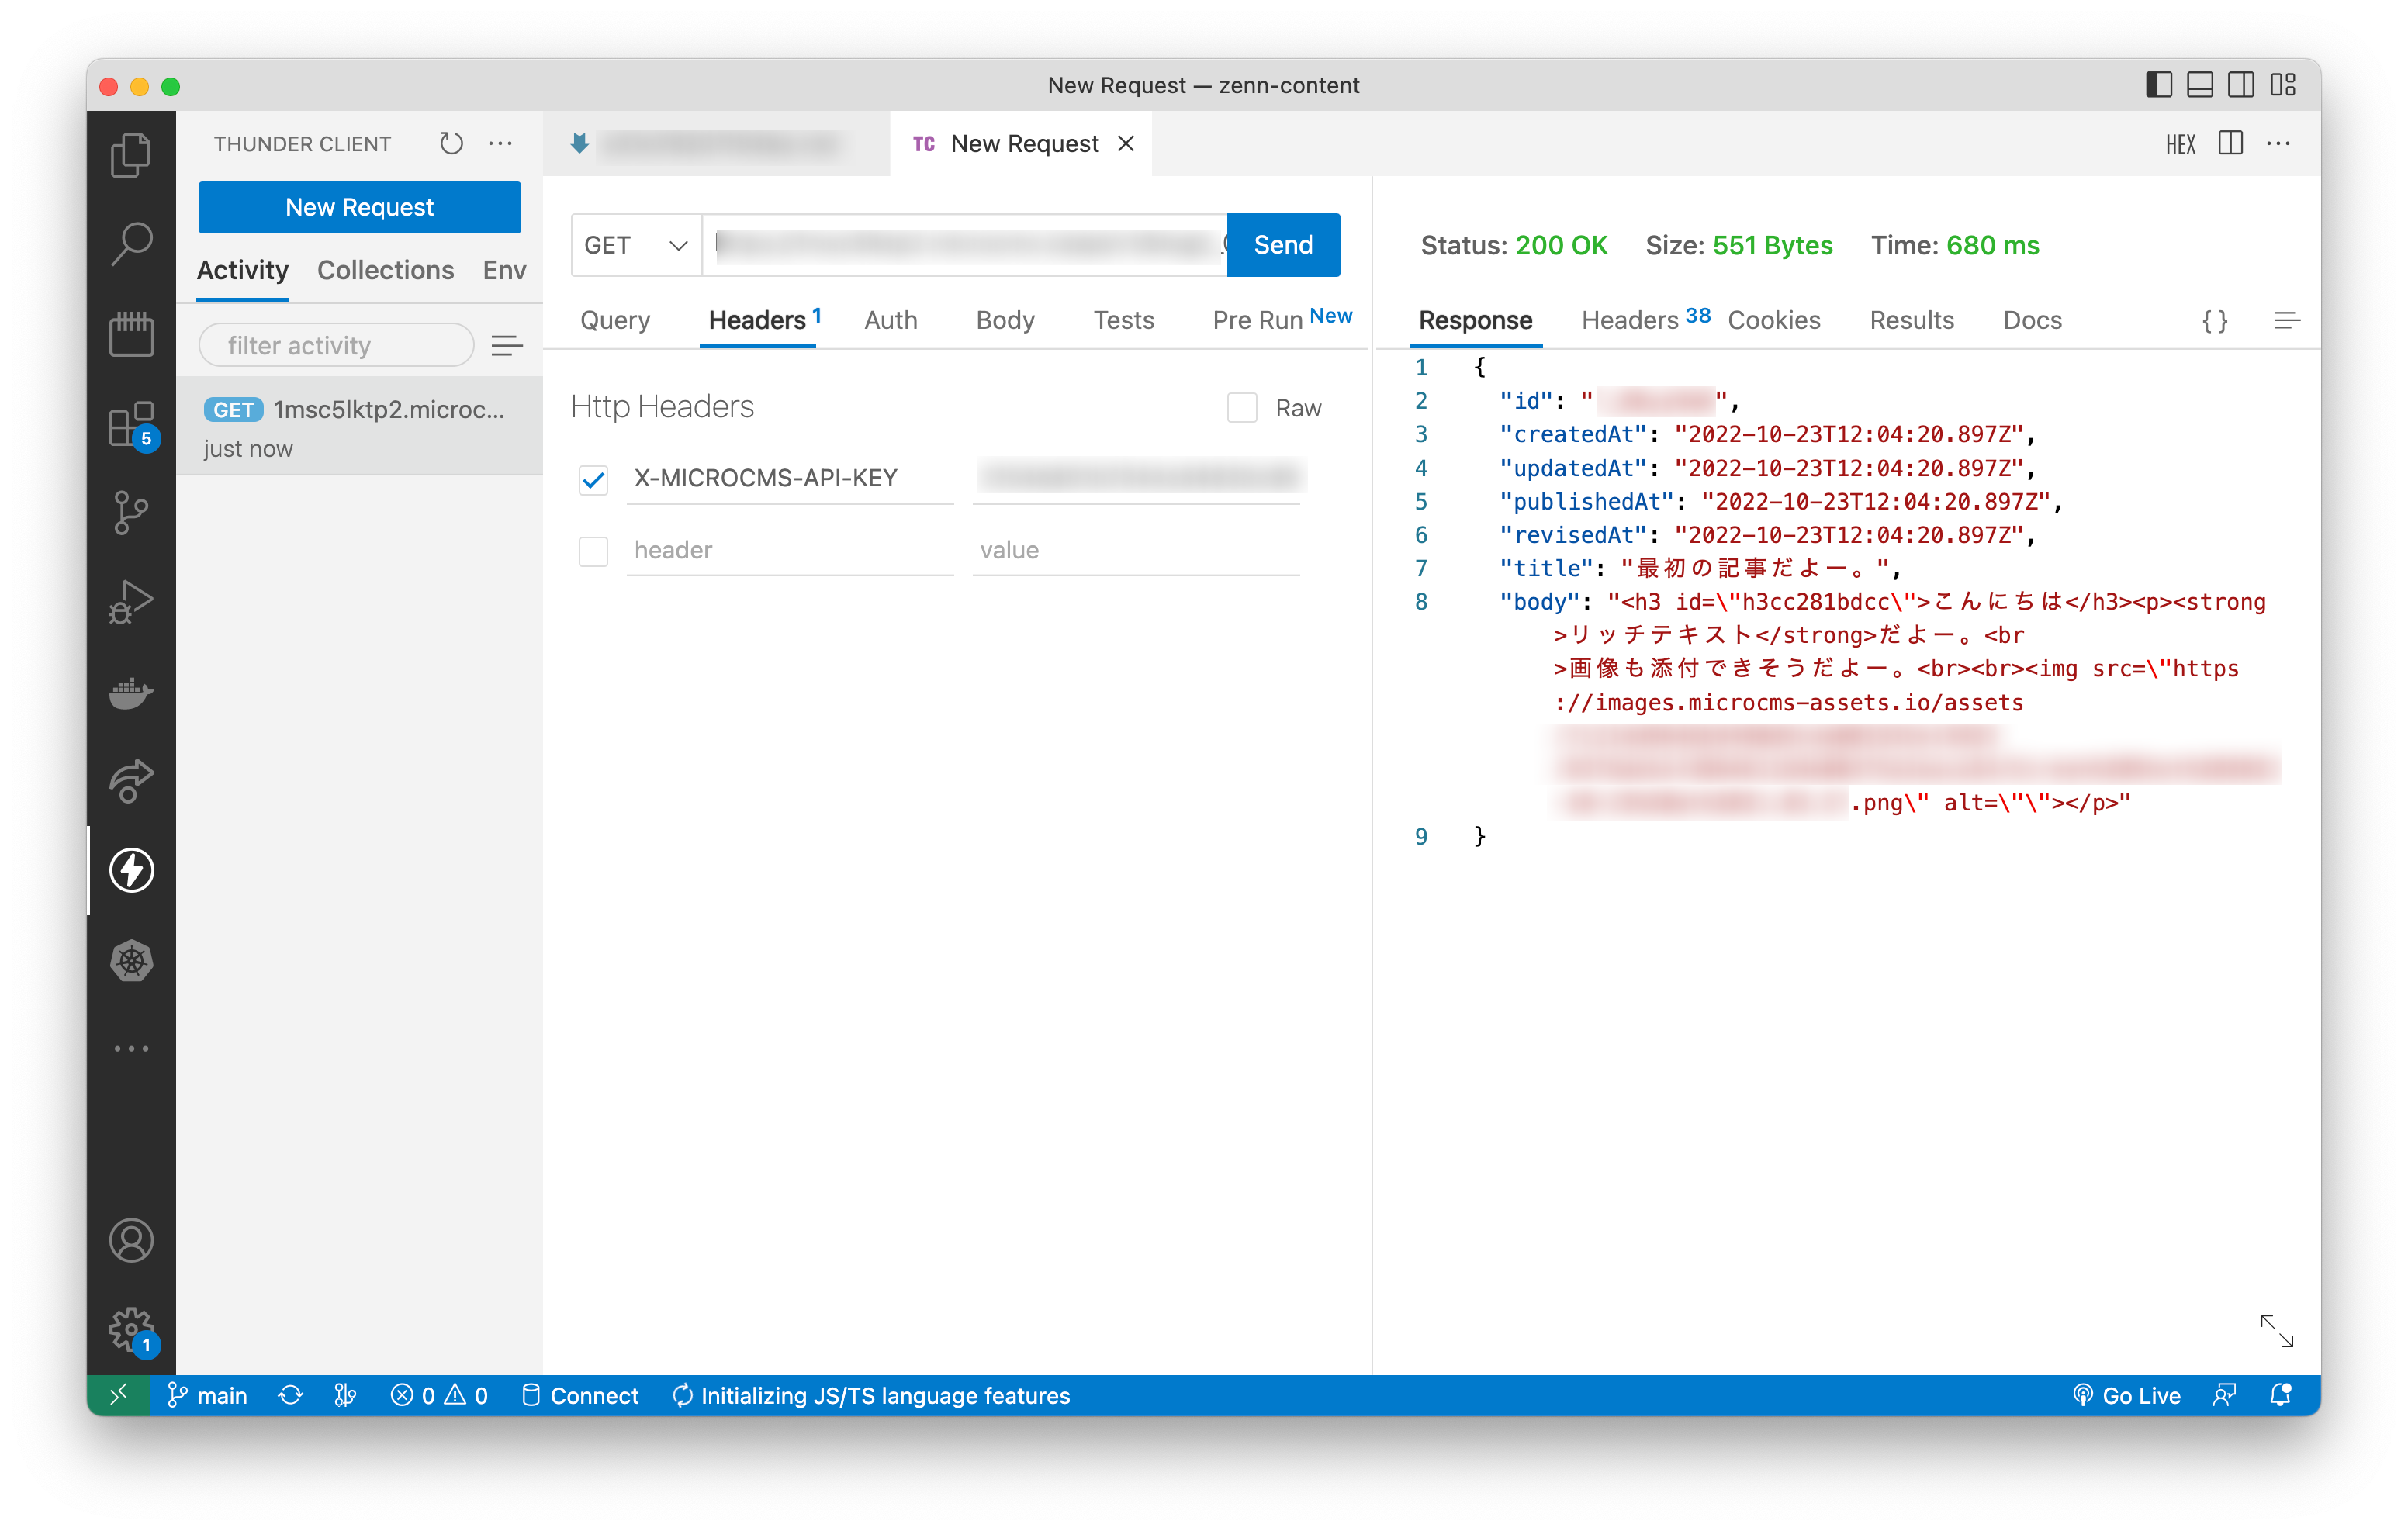 New Request — zenn-content
THUNDER CLIENT
New Request
Activity Collections Env
filter activity
GET 1msc5lktp2.microc...
just now
TC New Request
HEX
GET
Send
Query Headers 1 Auth Body Tests Pre Run New
Http Headers
Raw
X-MICROCMS-API-KEY
header value
Status: 200 OK Size: 551 Bytes Time: 680 ms
Response Headers 38 Cookies Results Docs { }
1 {
2 "id": "",
3 "createdAt": "2022-10-23T12:04:20.897Z",
4 "updatedAt": "2022-10-23T12:04:20.897Z",
5 "publishedAt": "2022-10-23T12:04:20.897Z",
6 "revisedAt": "2022-10-23T12:04:20.897Z",
7 "title": "最初の記事だよー。",
8 "body": "<h3 id=\"h3cc281bdcc\">こんにちは</h3><p><strong
>リッチテキスト</strong>だよー。<br
>画像も添付できそうだよー。<br><br><img src=\"https
://images.microcms-assets.io/assets
.png\" alt=\"\"></p>"
9 }
5
1
main 0 0 Connect Initializing JS/TS language features Go Live